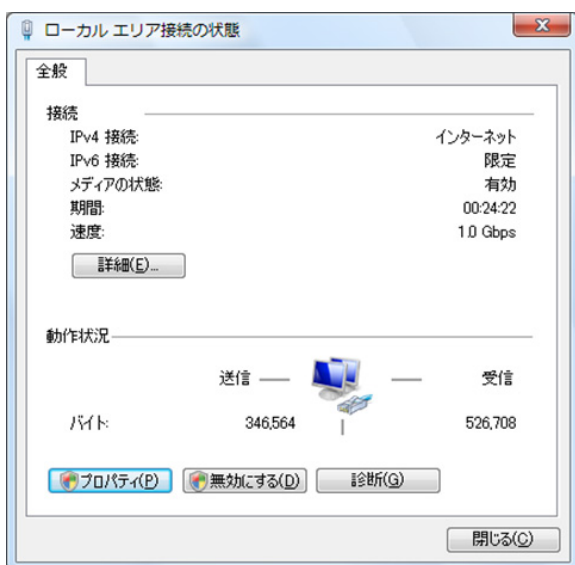 ローカル エリア接続の状態
全般
接続
IPv4 接続: インターネット
IPv6 接続: 限定
メディアの状態: 有効
期間: 00:24:22
速度: 1.0 Gbps
詳細(E)...
動作状況
送信 受信
バイト: 346,564 526,708
プロパティ(P) 無効にする(D) 診断(G)
閉じる(C)